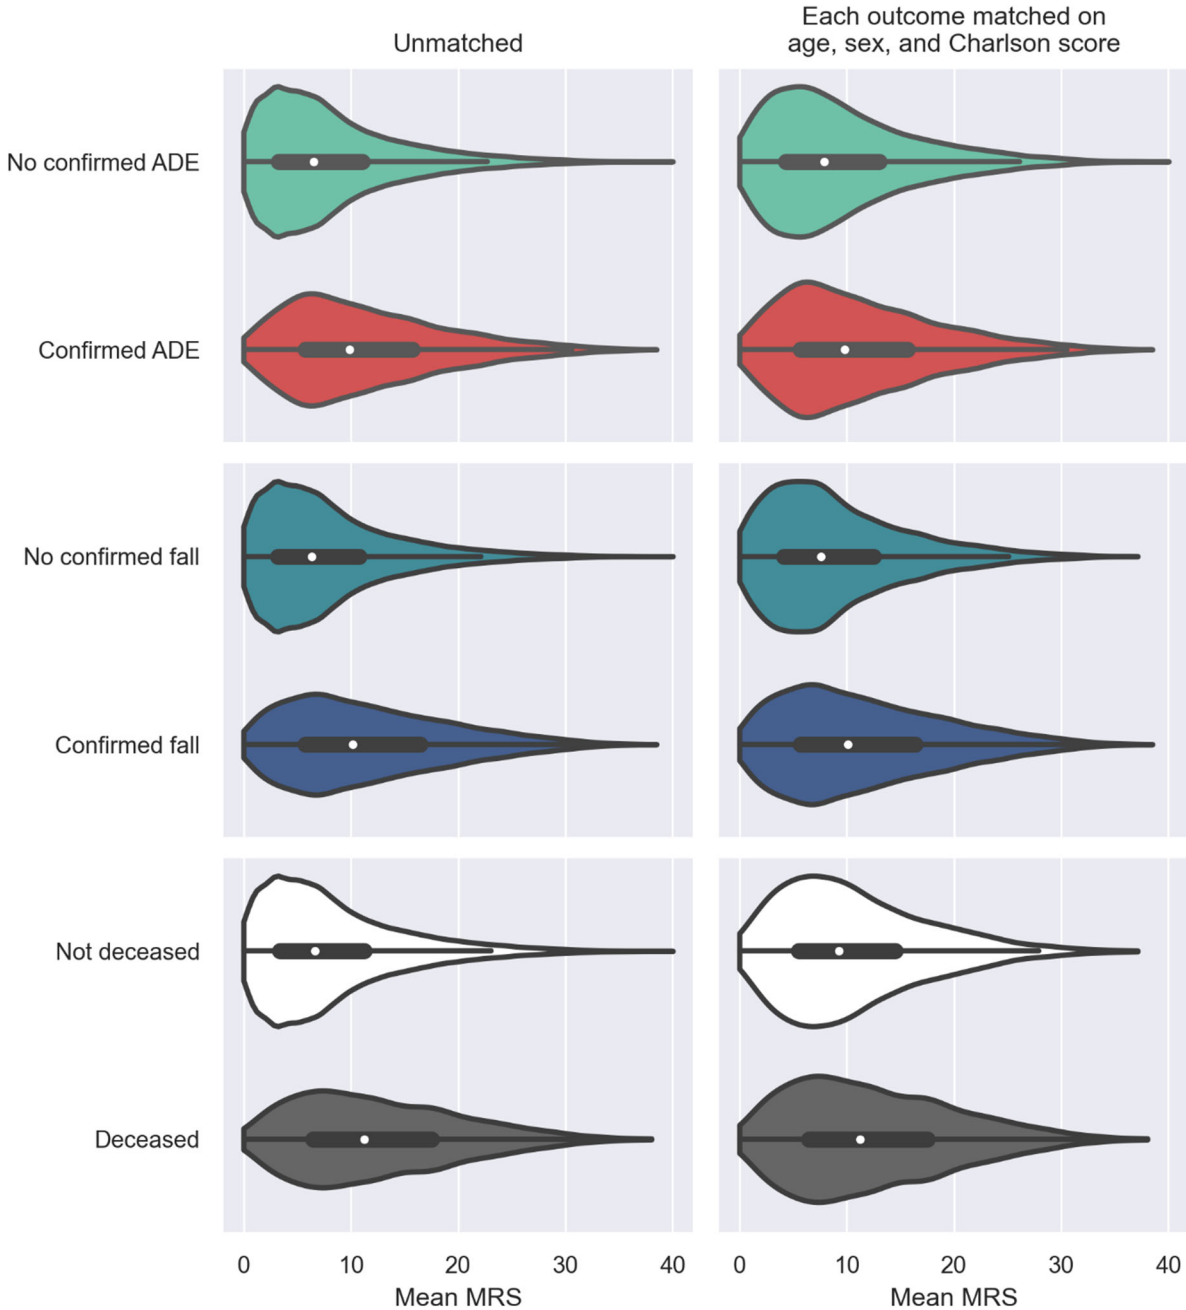 Unmatched
Each outcome matched on
age, sex, and Charlson score
No confirmed ADE
Confirmed ADE
No confirmed fall
Confirmed fall
Not deceased
Deceased
0 10 20 30 40
0 10 20 30 40
Mean MRS
Mean MRS